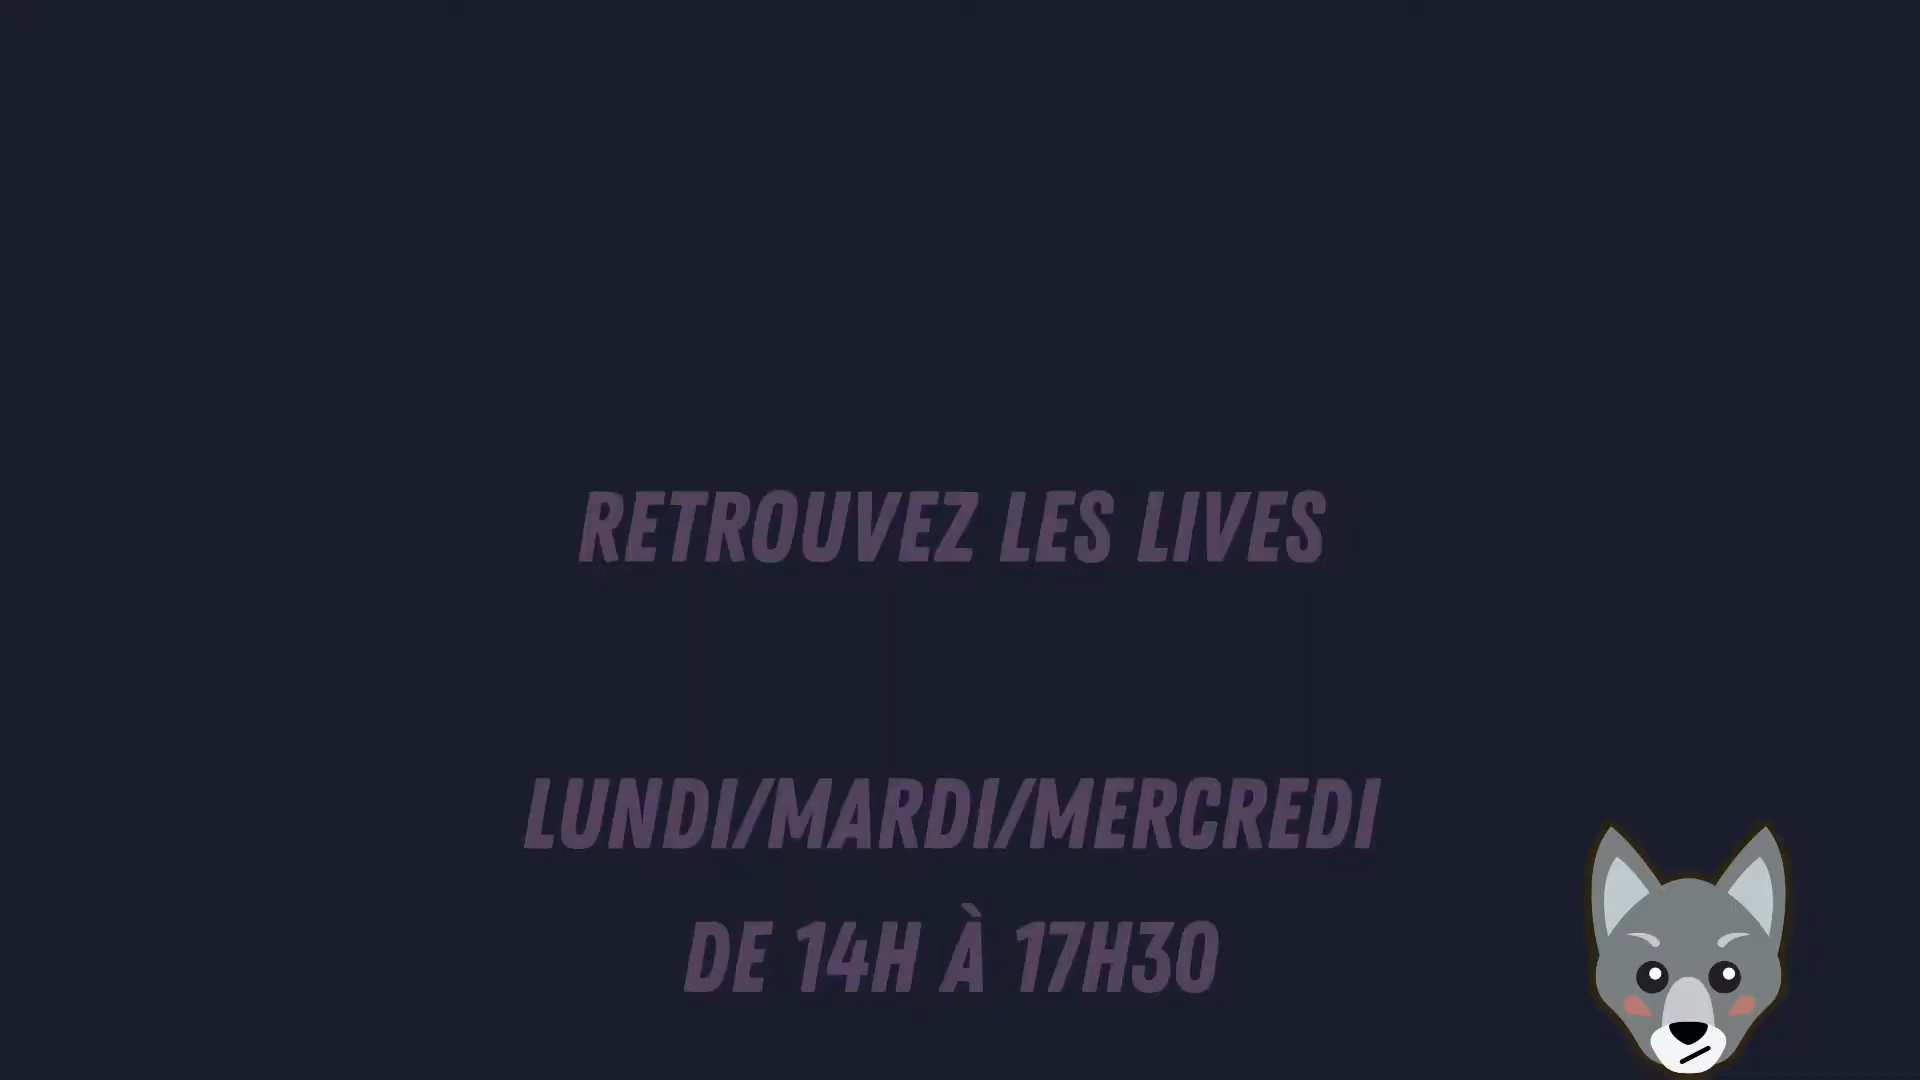 RETROUVEZ LES LIVES
LUNDI/MARDI/MERCREDI
DE 14H À 17H30